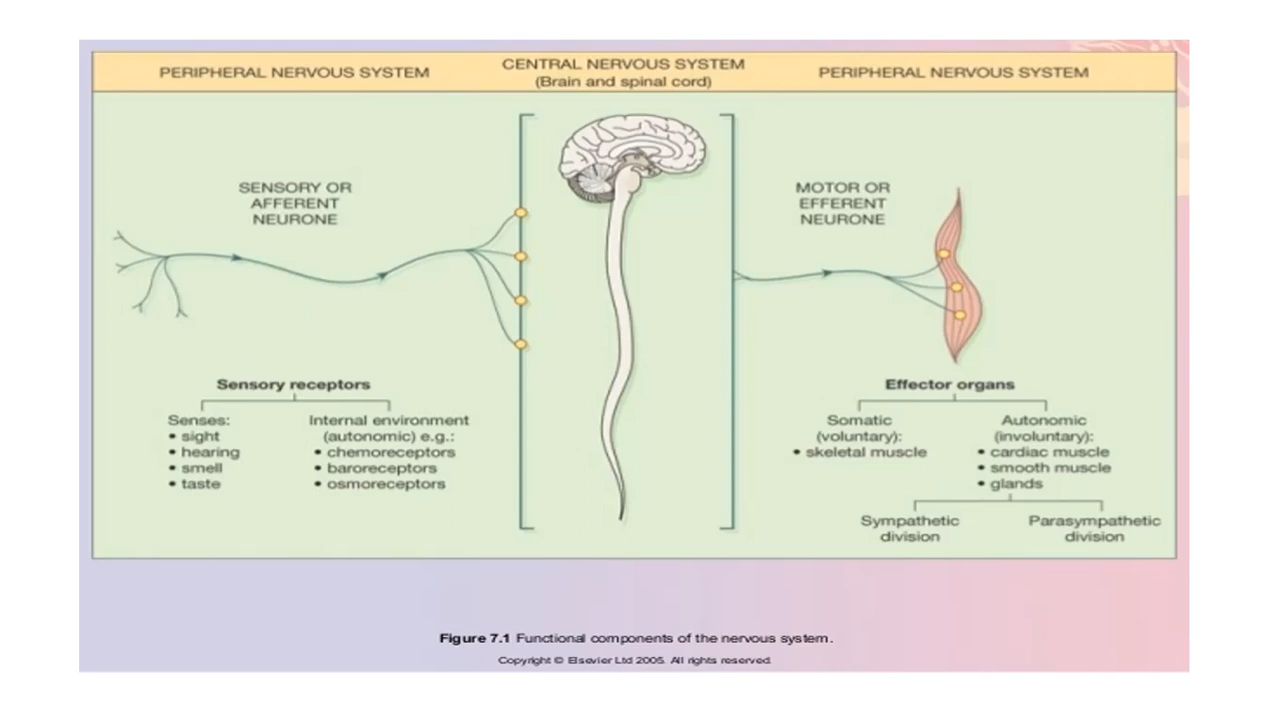 PERIPHERAL NERVOUS SYSTEM
CENTRAL NERVOUS SYSTEM
(Brain and spinal cord)
PERIPHERAL NERVOUS SYSTEM
SENSORY OR
AFFERENT
NEURONE
MOTOR OR
EFFERENT
NEURONE
Sensory receptors
Senses:
• sight
• hearing
• smell
• taste
Internal environment
(autonomic) e.g.:
• chemoreceptors
• baroreceptors
• osmoreceptors
Effector organs
Somatic
(voluntary):
• skeletal muscle
Autonomic
(involuntary):
• cardiac muscle
• smooth muscle
• glands
Sympathetic
division
Parasympathetic
division
Figure 7.1 Functional components of the nervous system.
Copyright © Elsevier Ltd 2005. All rights reserved.